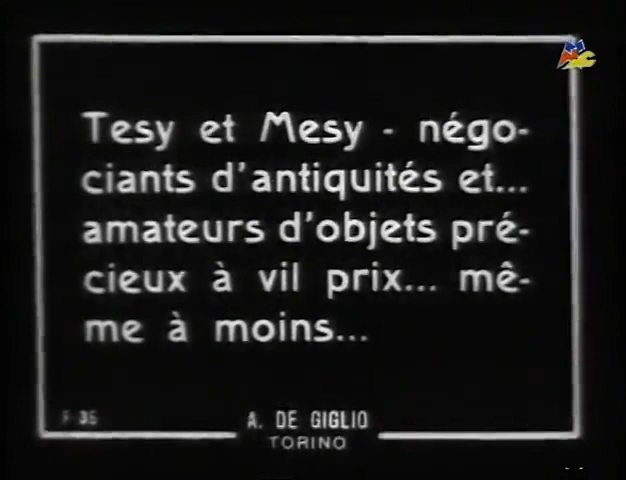 Tesy et Mesy - négo-
ciants d'antiquités et...
amateurs d'objets pré-
cieux à vil prix... mê-
me à moins...
F 35
A. DE GIGLIO
TORINO